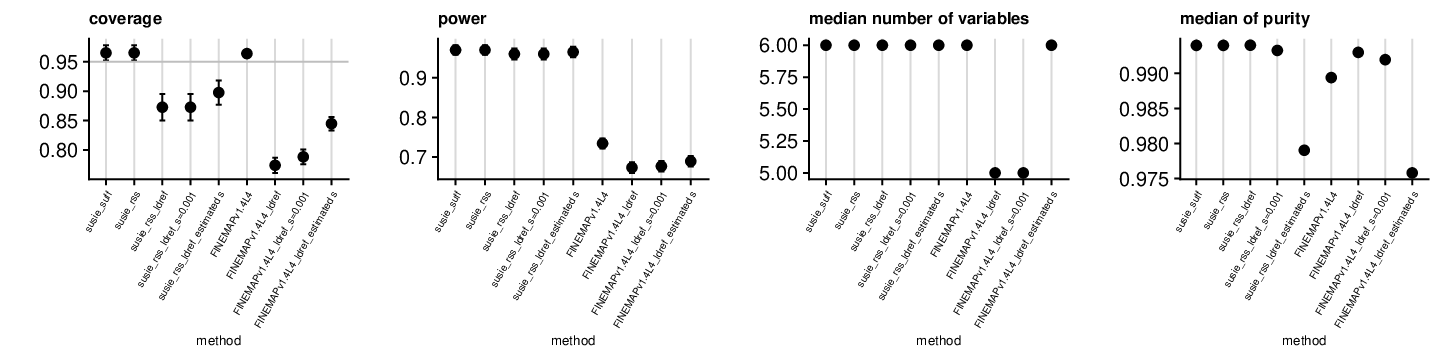 coverage
0.95
0.90
0.85
0.80
susie_suff
susie_rss
susie_rss_ldref
susie_rss_ldref_s=0.001
susie_rss_ldref_estimated s
FINEMAPv1.4L4
FINEMAPv1.4L4_ldref
FINEMAPv1.4L4_ldref_s=0.001
FINEMAPv1.4L4_ldref_estimated s
method
power
0.9
0.8
0.7
susie_suff
susie_rss
susie_rss_ldref
susie_rss_ldref_s=0.001
susie_rss_ldref_estimated s
FINEMAPv1.4L4
FINEMAPv1.4L4_ldref
FINEMAPv1.4L4_ldref_s=0.001
FINEMAPv1.4L4_ldref_estimated s
method
median number of variables
6.00
5.75
5.50
5.25
5.00
susie_suff
susie_rss
susie_rss_ldref
susie_rss_ldref_s=0.001
susie_rss_ldref_estimated s
FINEMAPv1.4L4
FINEMAPv1.4L4_ldref
FINEMAPv1.4L4_ldref_s=0.001
FINEMAPv1.4L4_ldref_estimated s
method
median of purity
0.990
0.985
0.980
0.975
susie_suff
susie_rss
susie_rss_ldref
susie_rss_ldref_s=0.001
susie_rss_ldref_estimated s
FINEMAPv1.4L4
FINEMAPv1.4L4_ldref
FINEMAPv1.4L4_ldref_s=0.001
FINEMAPv1.4L4_ldref_estimated s
method